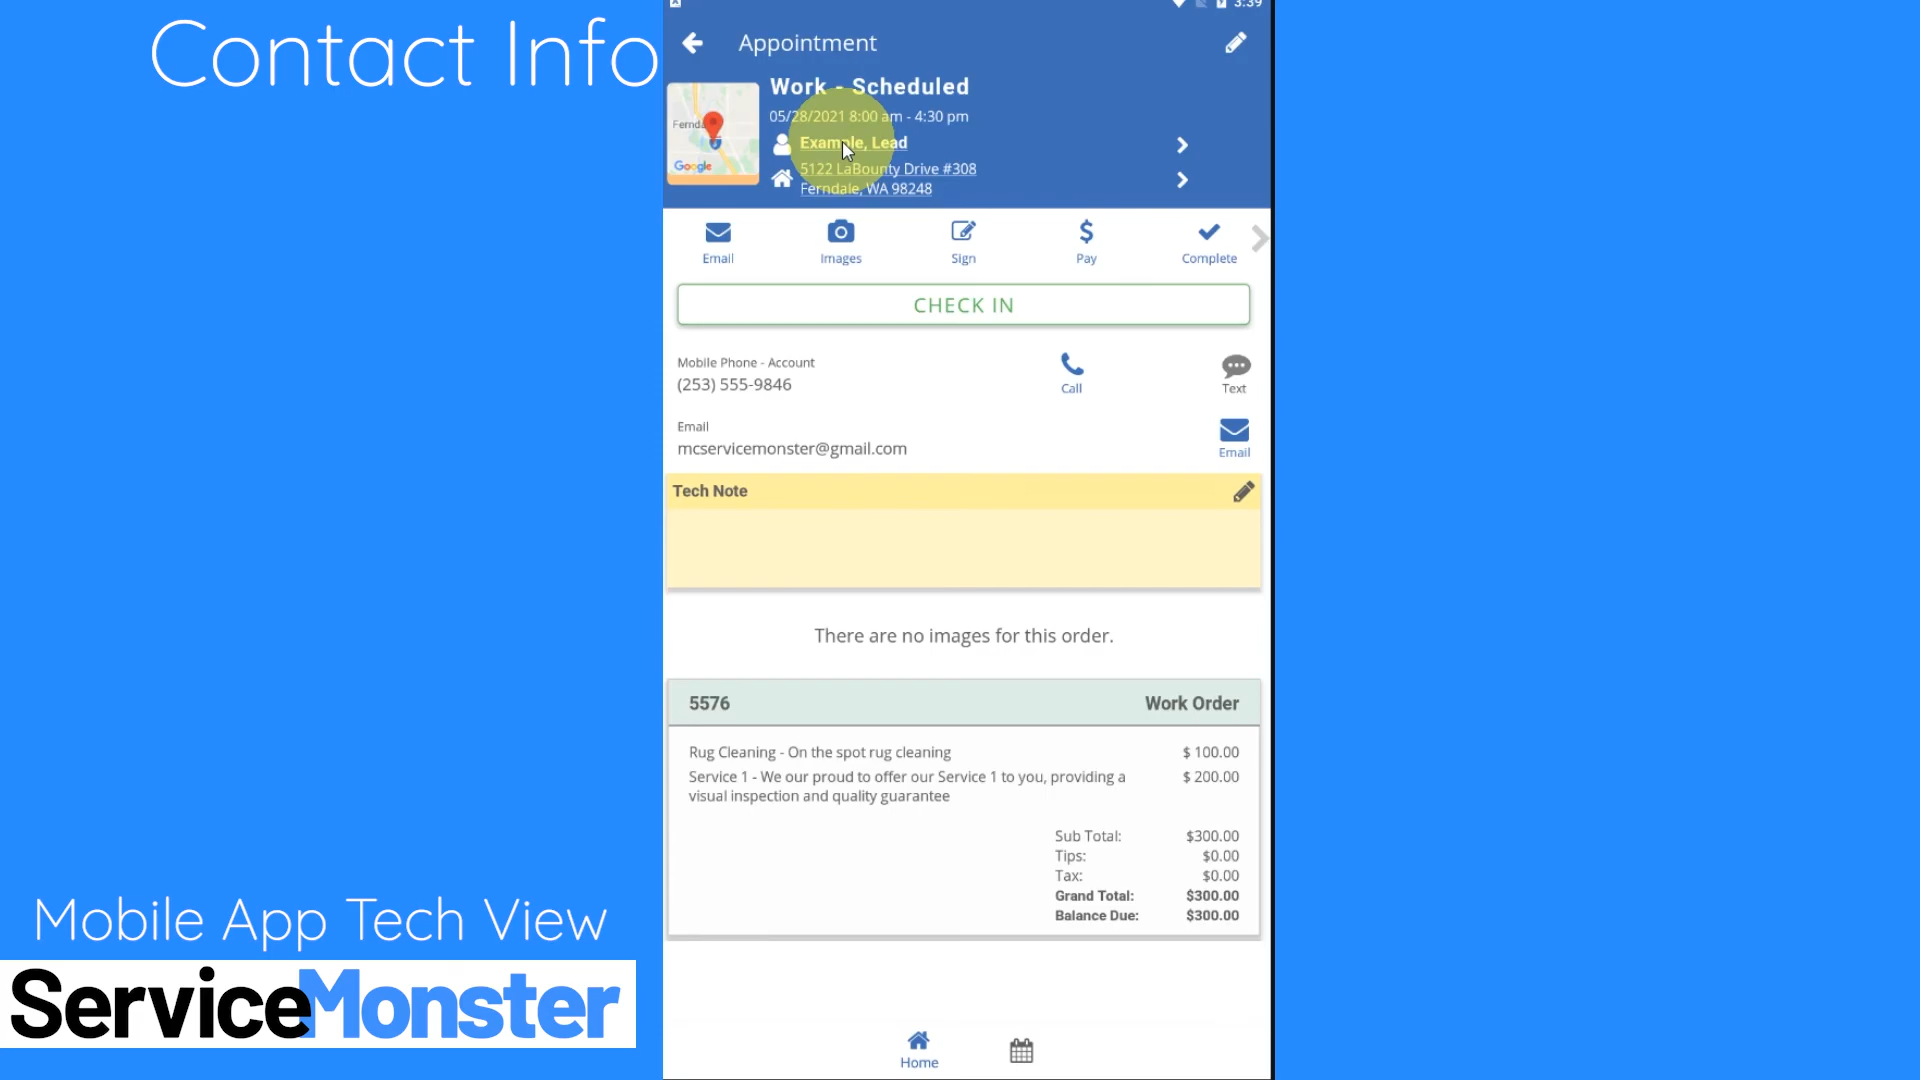 Contact Info
3:39
Appointment
Work - Scheduled
05/28/2021 8:00 am - 4:30 pm
Example, Lead
5122 LaBounty Drive #308
Ferndale, WA 98248
Fernda
Google
Email
Images
Sign
Pay
Complete
CHECK IN
Mobile Phone - Account
(253) 555-9846
Call
Text
Email
mcservicemonster@gmail.com
Email
Tech Note
There are no images for this order.
5576 Work Order
Rug Cleaning - On the spot rug cleaning $ 100.00
Service 1 - We our proud to offer our Service 1 to you, providing a $ 200.00
visual inspection and quality guarantee
Sub Total: $300.00
Tips: $0.00
Tax: $0.00
Grand Total: $300.00
Balance Due: $300.00
Home
Mobile App Tech View
ServiceMonster